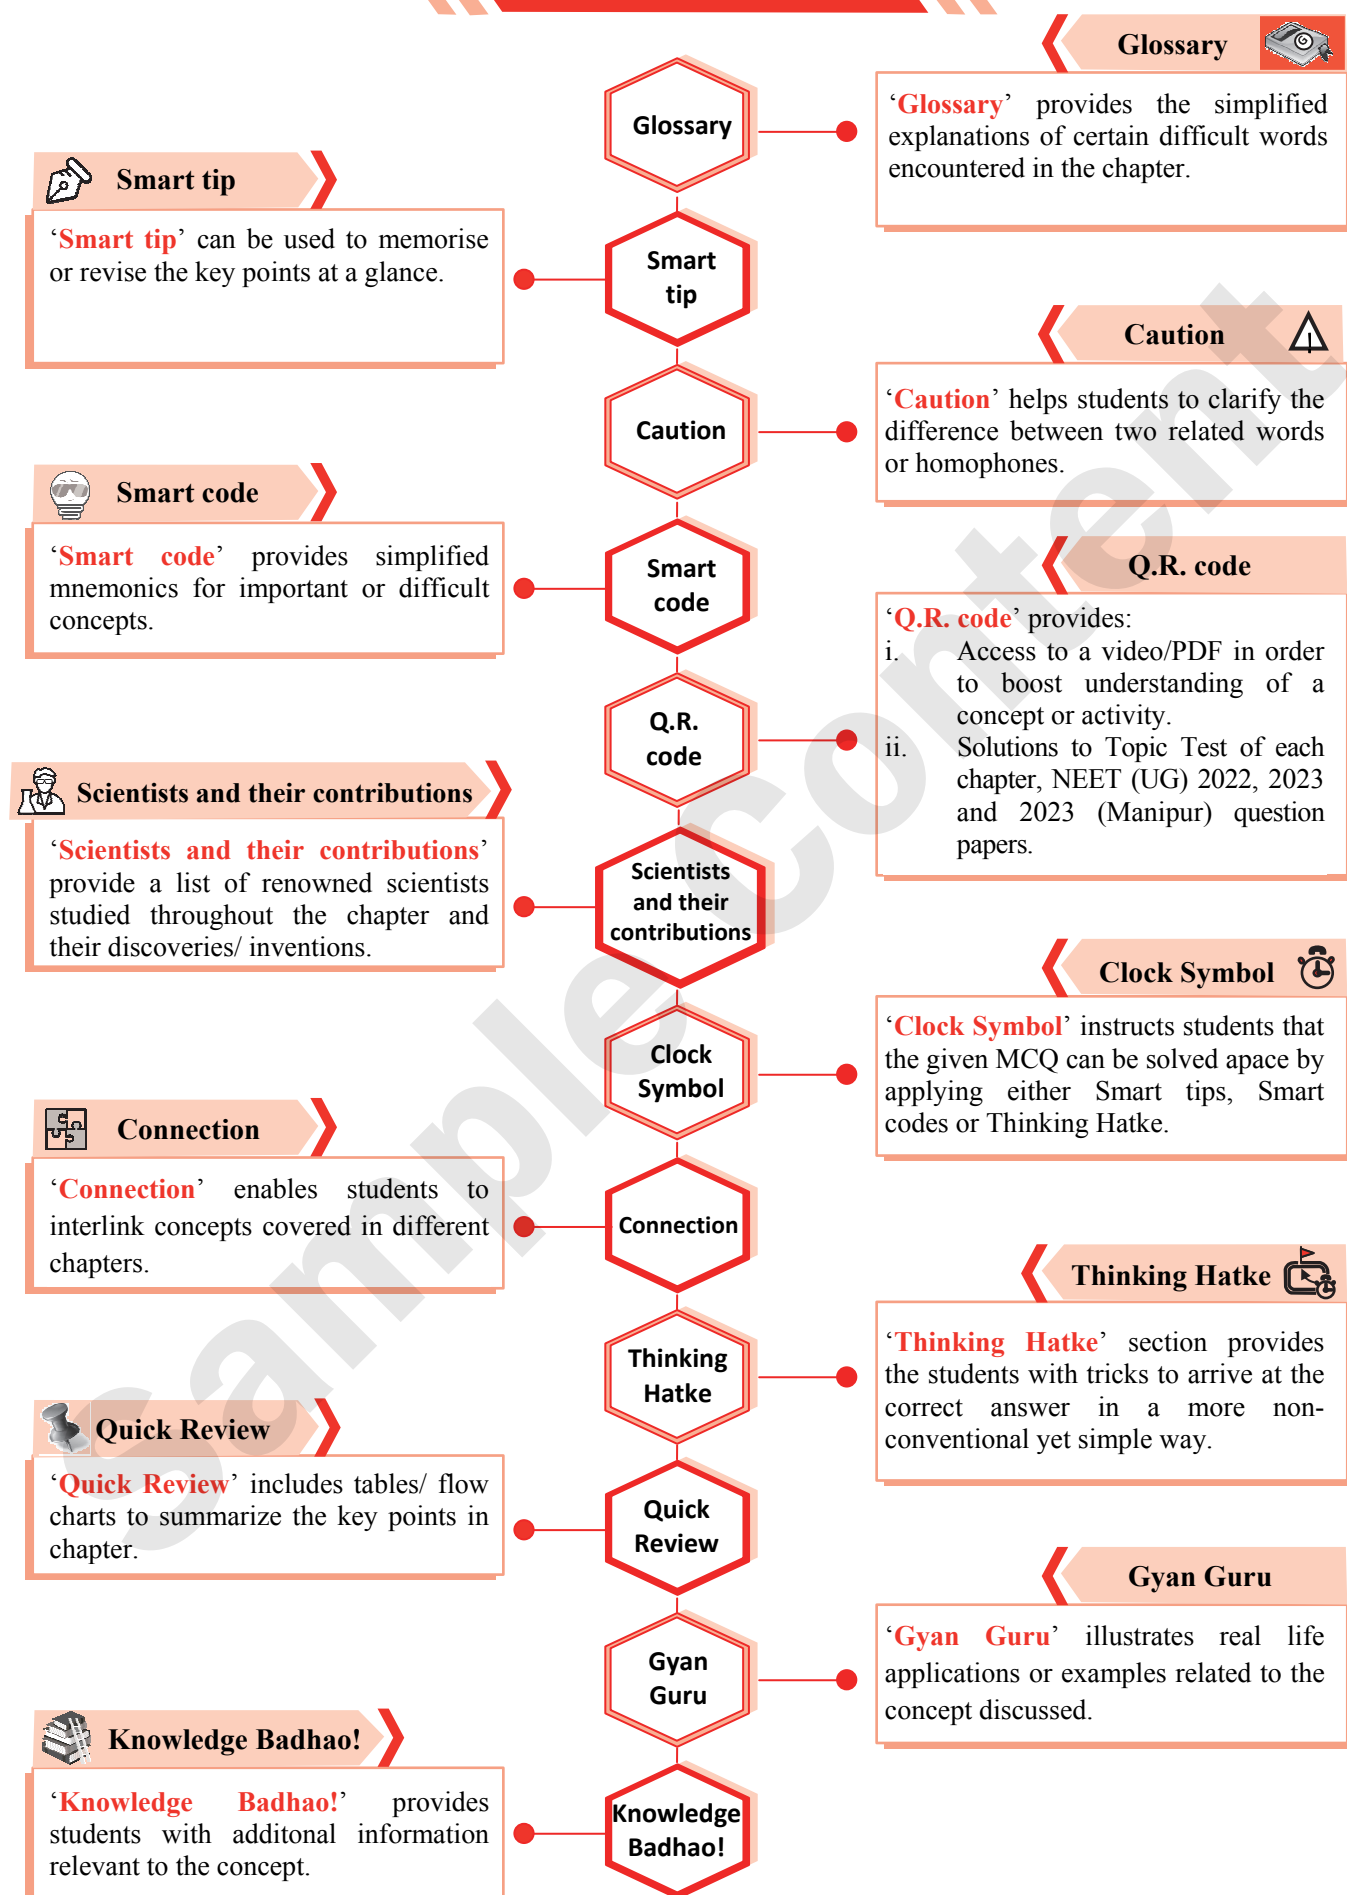 Glossary
Glossary
‘Glossary’ provides the simplified
explanations of certain difficult words
encountered in the chapter.
Smart tip
‘Smart tip’ can be used to memorise
or revise the key points at a glance.
Smart
tip
Caution
Caution
‘Caution’ helps students to clarify the
difference between two related words
or homophones.
Smart code
‘Smart code’ provides simplified
mnemonics for important or difficult
concepts.
Smart
code
Q.R. code
Q.R.
code
‘Q.R. code’ provides:
i. Access to a video/PDF in order
to boost understanding of a
concept or activity.
ii. Solutions to Topic Test of each
chapter, NEET (UG) 2022, 2023
and 2023 (Manipur) question
papers.
Scientists and their contributions
‘Scientists and their contributions’
provide a list of renowned scientists
studied throughout the chapter and
their discoveries/ inventions.
Scientists
and their
contributions
Clock Symbol
Clock
Symbol
‘Clock Symbol’ instructs students that
the given MCQ can be solved apace by
applying either Smart tips, Smart
codes or Thinking Hatke.
Connection
‘Connection’ enables students to
interlink concepts covered in different
chapters.
Connection
Thinking Hatke
Thinking
Hatke
‘Thinking Hatke’ section provides
the students with tricks to arrive at the
correct answer in a more non-
conventional yet simple way.
Quick Review
‘Quick Review’ includes tables/ flow
charts to summarize the key points in
chapter.
Quick
Review
Gyan Guru
Gyan
Guru
‘Gyan Guru’ illustrates real life
applications or examples related to the
concept discussed.
Knowledge Badhao!
‘Knowledge Badhao!’ provides
students with additonal information
relevant to the concept.
Knowledge
Badhao!
Sample Content